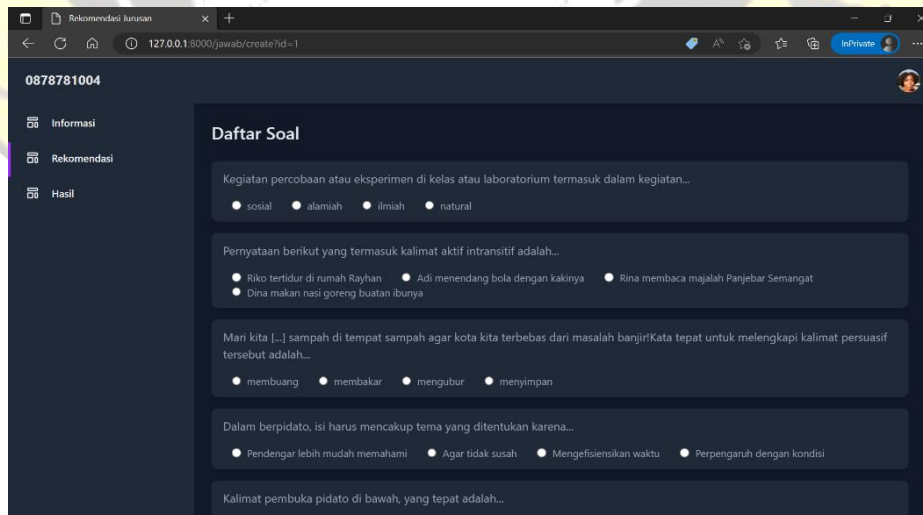 Rekomendasi Jurusan
127.0.0.1:8000/jawab/create?id=1
InPrivate
0878781004
Informasi
Rekomendasi
Hasil
Daftar Soal
Kegiatan percobaan atau eksperimen di kelas atau laboratorium termasuk dalam kegiatan...
sosial alamiah ilmiah natural
Pernyataan berikut yang termasuk kalimat aktif intransitif adalah...
Riko tertidur di rumah Rayhan Adi menendang bola dengan kakinya Rina membaca majalah Panjebar Semangat
Dina makan nasi goreng buatan ibunya
Mari kita [...] sampah di tempat sampah agar kota kita terbebas dari masalah banjir!Kata tepat untuk melengkapi kalimat persuasif
tersebut adalah...
membuang membakar mengubur menyimpan
Dalam berpidato, isi harus mencakup tema yang ditentukan karena...
Pendengar lebih mudah memahami Agar tidak susah Mengefisiensikan waktu Perpengaruh dengan kondisi
Kalimat pembuka pidato di bawah, yang tepat adalah...